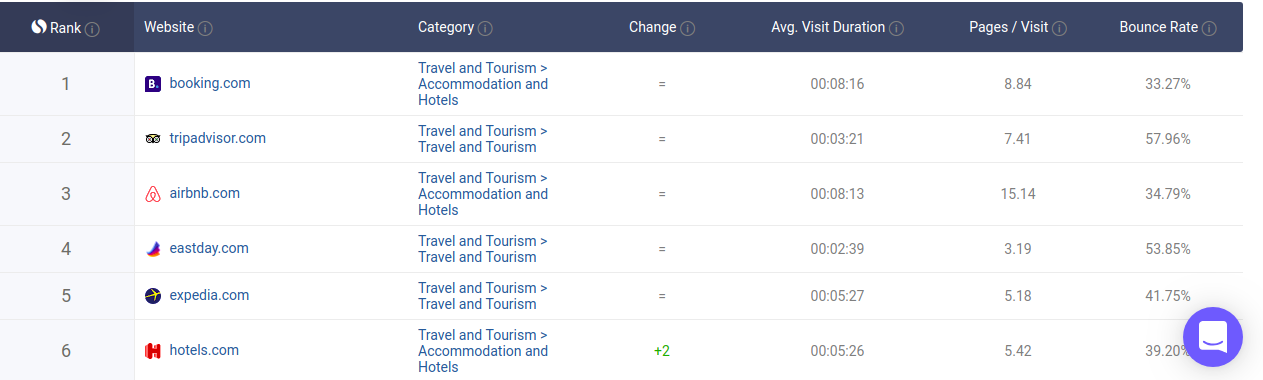 Rank Website Category Change Avg. Visit Duration Pages / Visit Bounce Rate
1 B. booking.com Travel and Tourism > Accommodation and Hotels = 00:08:16 8.84 33.27%
2 tripadvisor.com Travel and Tourism > Travel and Tourism = 00:03:21 7.41 57.96%
3 airbnb.com Travel and Tourism > Accommodation and Hotels = 00:08:13 15.14 34.79%
4 eastday.com Travel and Tourism > Travel and Tourism = 00:02:39 3.19 53.85%
5 expedia.com Travel and Tourism > Travel and Tourism = 00:05:27 5.18 41.75%
6 hotels.com Travel and Tourism > Accommodation and Hotels +2 00:05:26 5.42 39.20%